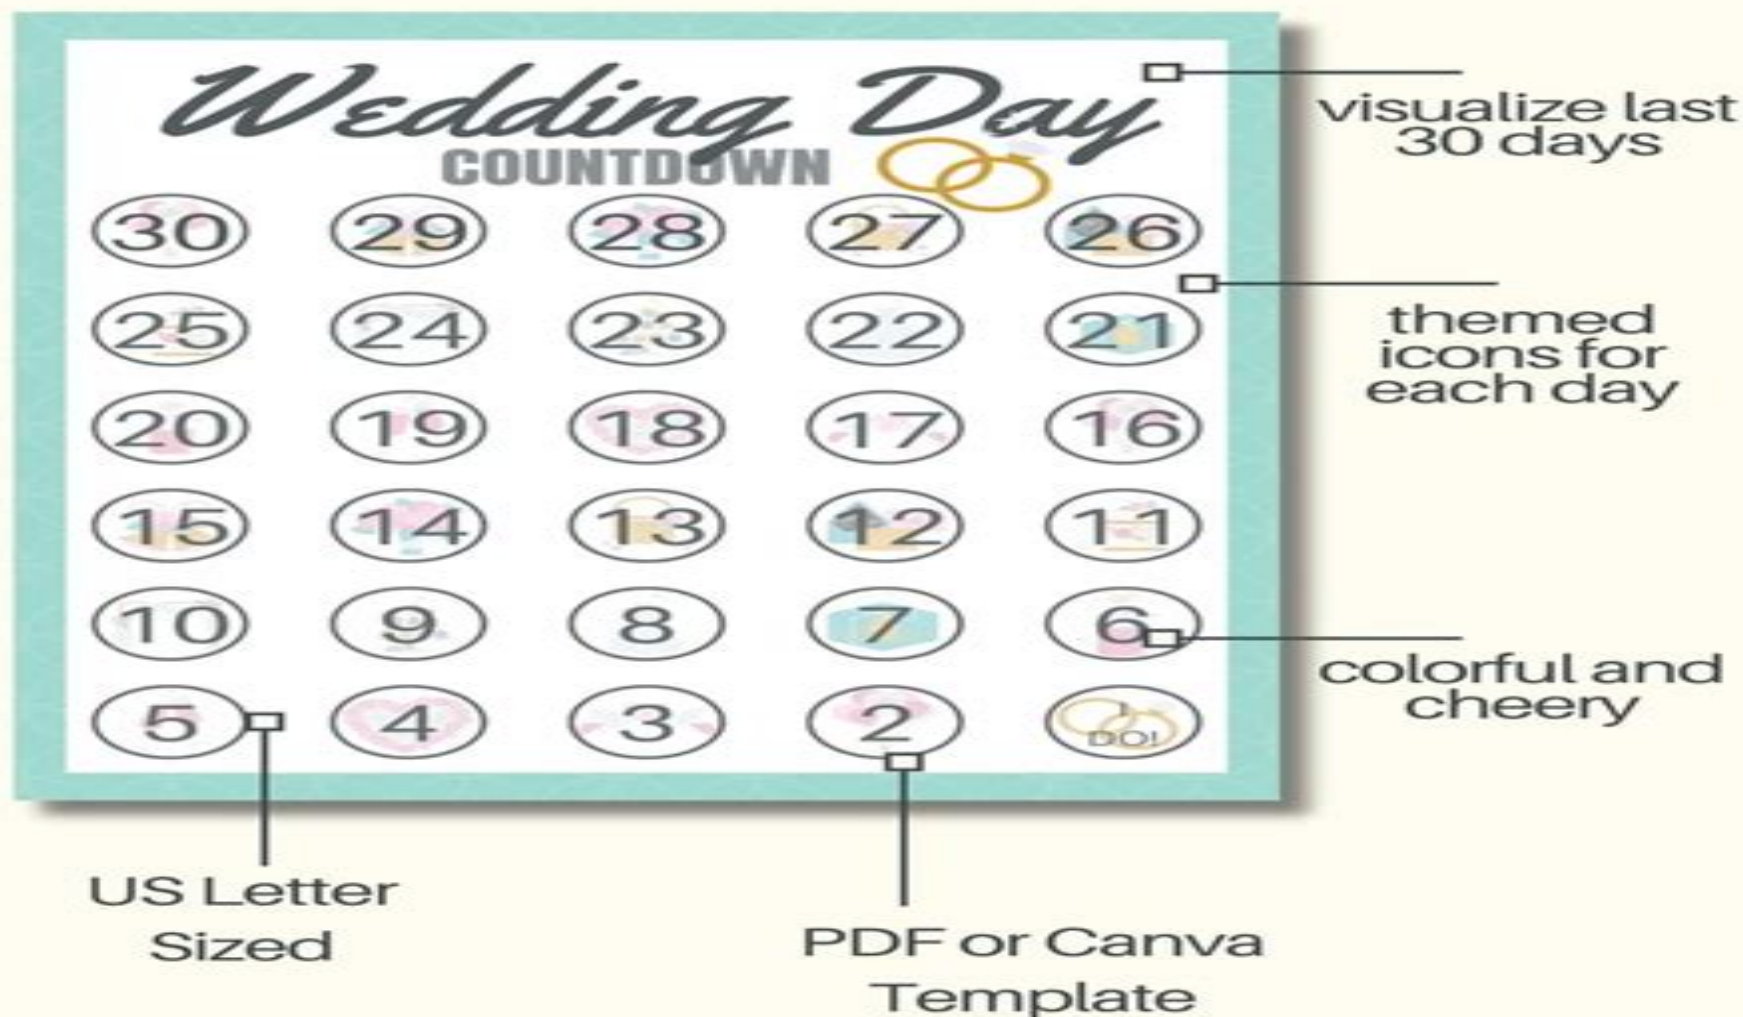 Wedding Day
COUNTDOWN
30 29 28 27 26
25 24 23 22 21
20 19 18 17 16
15 14 13 12 11
10 9 8 7 6
5 4 3 2 I
DO!
visualize last
30 days
themed
icons for
each day
colorful and
cheery
US Letter
Sized
PDF or Canva
Template